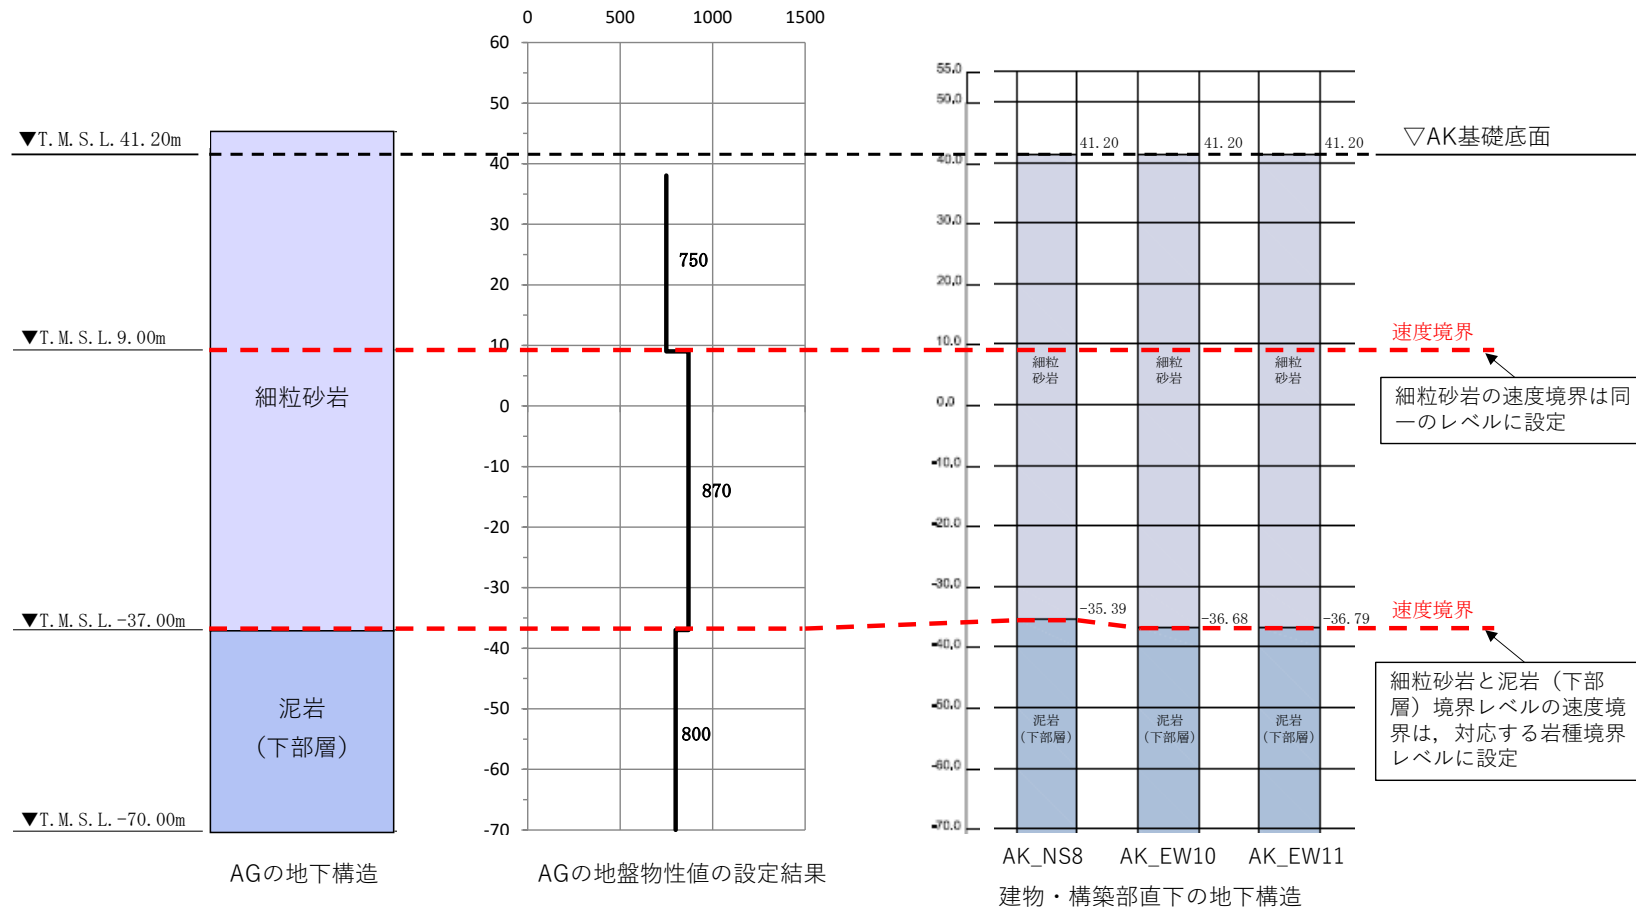 0 500 1000 1500
60
50
40
30
20
10
0
-10
-20
-30
-40
-50
-60
-70
▼T.M.S.L.41.20m
▼T.M.S.L.9.00m
▼T.M.S.L.-37.00m
▼T.M.S.L.-70.00m
細粒砂岩
泥岩
（下部層）
AGの地下構造
750
870
800
AGの地盤物性値の設定結果
55.0
50.0
40.0
30.0
20.0
10.0
0.0
-10.0
-20.0
-30.0
-40.0
-50.0
-60.0
-70.0
41.20 41.20 41.20
細粒
砂岩
細粒
砂岩
細粒
砂岩
-35.39
-36.68
-36.79
泥岩
(下部層)
泥岩
(下部層)
泥岩
(下部層)
AK_NS8 AK_EW10 AK_EW11
建物・構築部直下の地下構造
▽AK基礎底面
速度境界
細粒砂岩の速度境界は同
一のレベルに設定
速度境界
細粒砂岩と泥岩（下部
層）境界レベルの速度境
界は，対応する岩種境界
レベルに設定